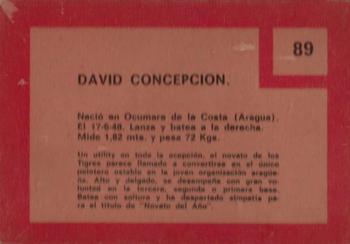 89
DAVID CONCEPCION.
Nació en Ocumare de la Costa (Aragua).
El 17-6-48. Lanza y batea a la derecha.
Mide 1,82 mts. y pesa 72 Kgs.
Un utility en toda la acepción, el novato de los
Tigres parece llamado a convertirse en el único
pelotero estable en la joven organización aragüe-
ña. Alto y delgado, se desempeña con gran vo-
luntad en la tercera, segunda o primera base.
Batea con soltura y ha despertado simpatía pa-
ra el título de "Novato del Año".